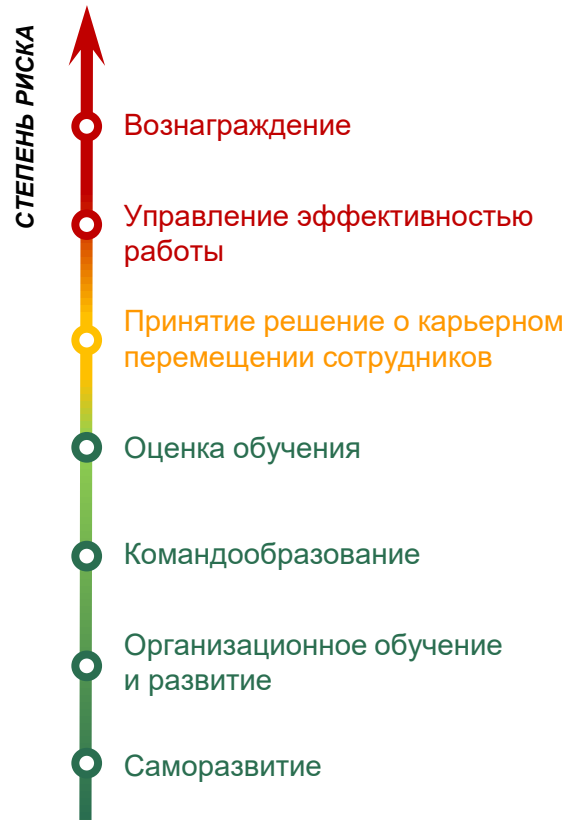 СТЕПЕНЬ РИСКА
Вознаграждение
Управление эффективностью
работы
Принятие решение о карьерном
перемещении сотрудников
Оценка обучения
Командообразование
Организационное обучение
и развитие
Саморазвитие